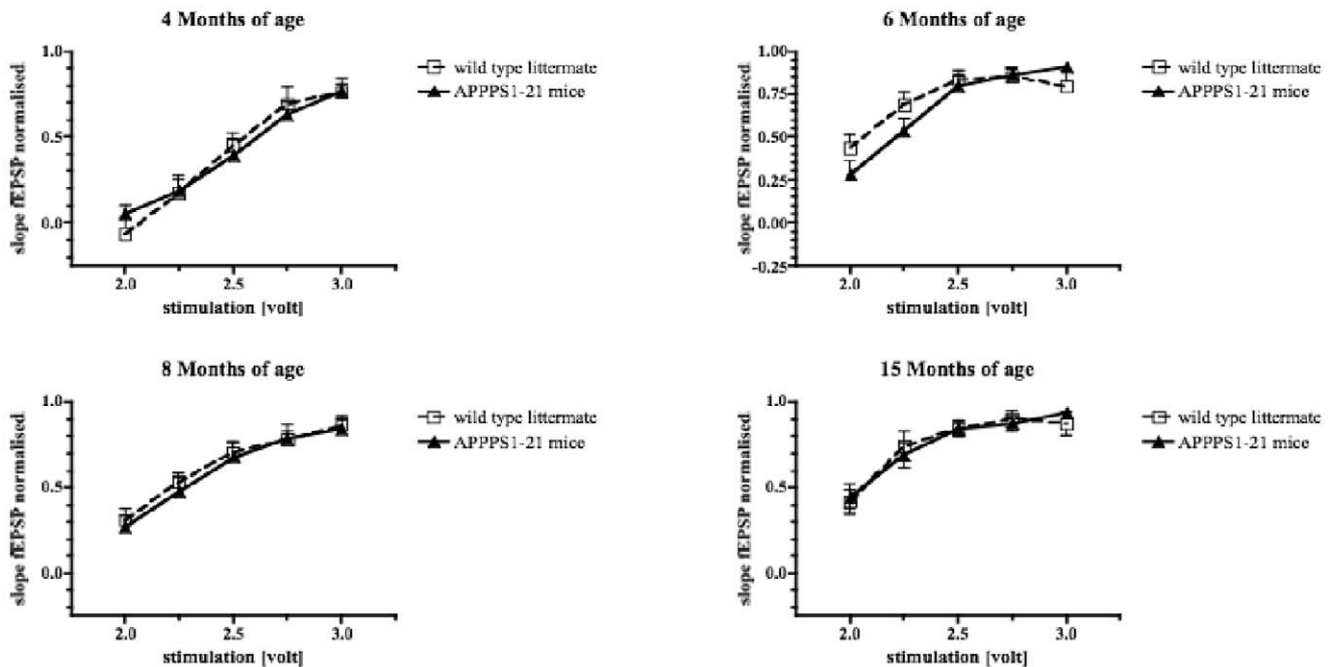 4 Months of age
1.0
0.5
0.0
slope fEPSP normalised
2.0 2.5 3.0
stimulation [volt]
wild type littermate
APPPS1-21 mice
6 Months of age
1.00
0.75
0.50
0.25
-0.25
slope fEPSP normalised
2.0 2.5 3.0
stimulation [volt]
wild type littermate
APPPS1-21 mice
8 Months of age
1.0
0.5
0.0
slope fEPSP normalised
2.0 2.5 3.0
stimulation [volt]
wild type littermate
APPPS1-21 mice
15 Months of age
1.0
0.5
0.0
slope fEPSP normalised
2.0 2.5 3.0
stimulation [volt]
wild type littermate
APPPS1-21 mice